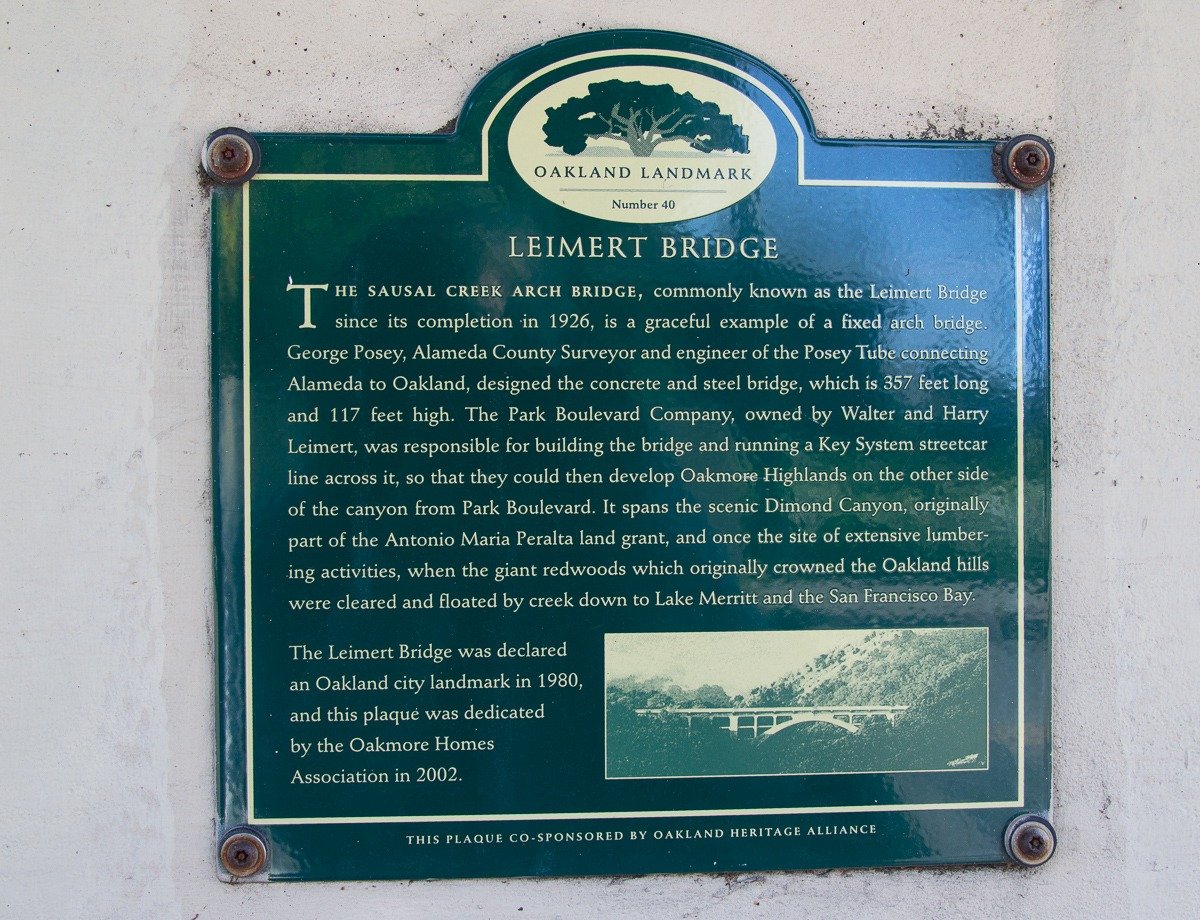 OAKLAND LANDMARK
Number 40
LEIMERT BRIDGE
THE SAUSAL CREEK ARCH BRIDGE, commonly known as the Leimert Bridge
since its completion in 1926, is a graceful example of a fixed arch bridge.
George Posey, Alameda County Surveyor and engineer of the Posey Tube connecting
Alameda to Oakland, designed the concrete and steel bridge, which is 357 feet long
and 117 feet high. The Park Boulevard Company, owned by Walter and Harry
Leimert, was responsible for building the bridge and running a Key System streetcar
line across it, so that they could then develop Oakmore Highlands on the other side
of the canyon from Park Boulevard. It spans the scenic Dimond Canyon, originally
part of the Antonio Maria Peralta land grant, and once the site of extensive lumber-
ing activities, when the giant redwoods which originally crowned the Oakland hills
were cleared and floated by creek down to Lake Merritt and the San Francisco Bay.
The Leimert Bridge was declared
an Oakland city landmark in 1980,
and this plaque was dedicated
by the Oakmore Homes
Association in 2002.
THIS PLAQUE CO-SPONSORED BY OAKLAND HERITAGE ALLIANCE